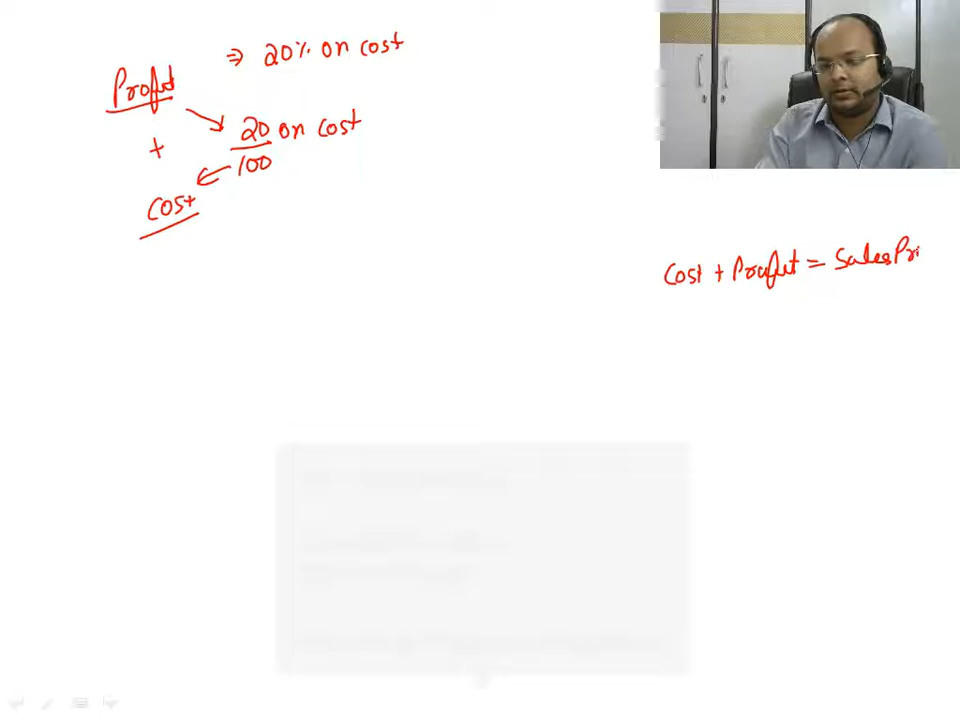 Profit ⇒ 20% on cost
20 on cost
+
100
cost
Cost + Profit = Sales Pri